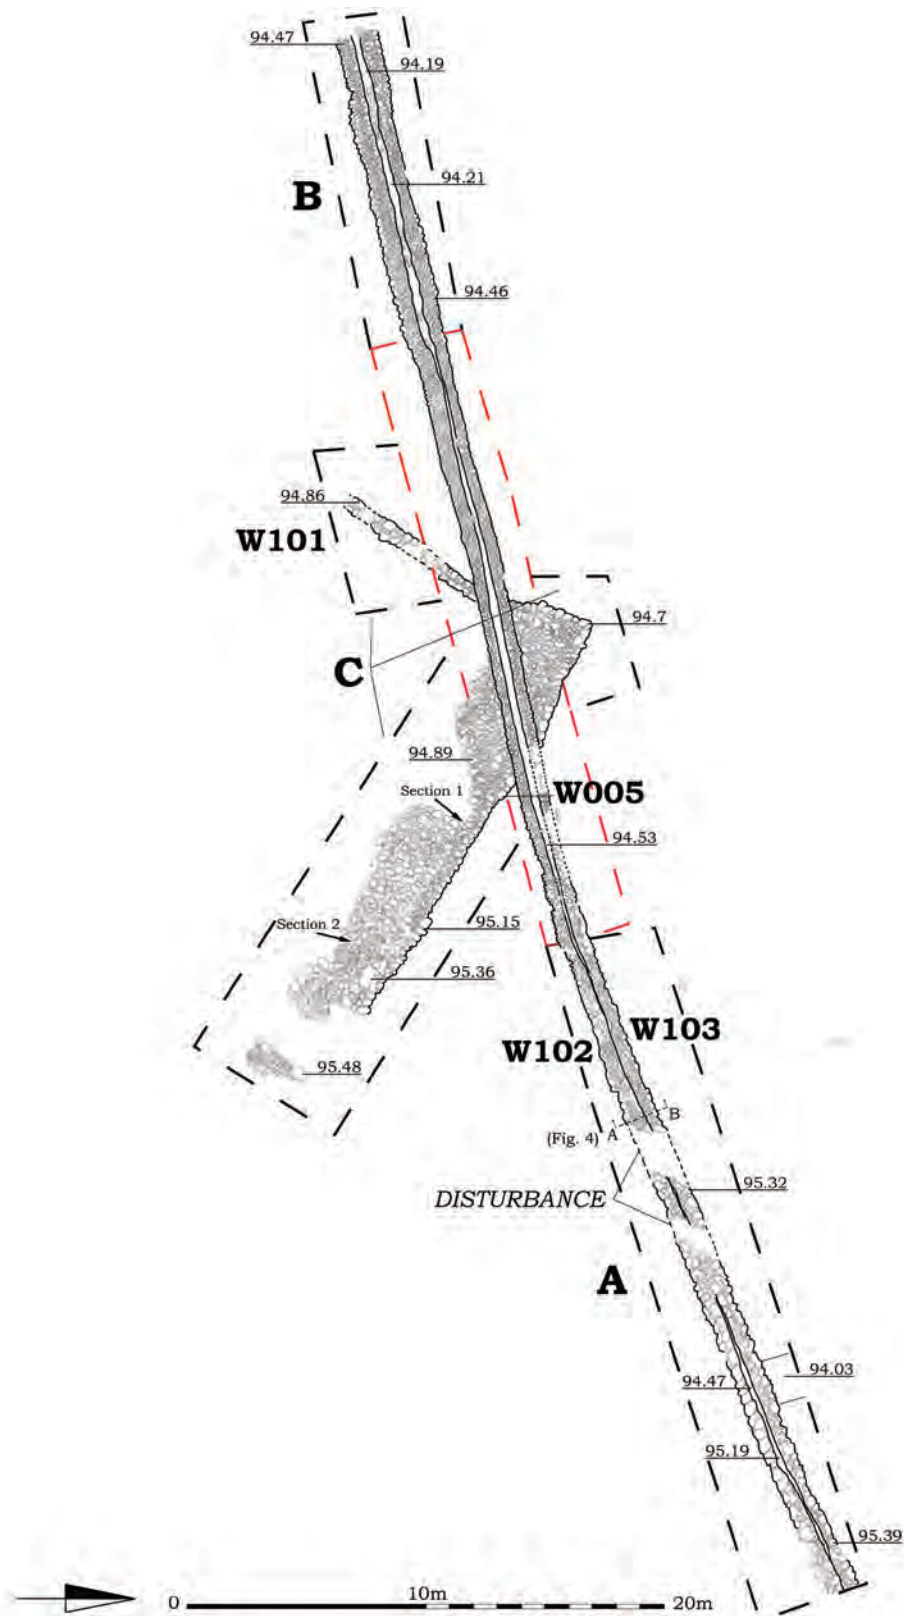 94.47
94.19
94.21
B
94.46
94.86
W101
94.7
C
94.89
Section 1
W005
94.53
95.15
Section 2
95.36
W103
W102
95.48
(Fig. 4) A B
95.32
DISTURBANCE
A
94.03
94.47
95.19
95.39
0 10m 20m